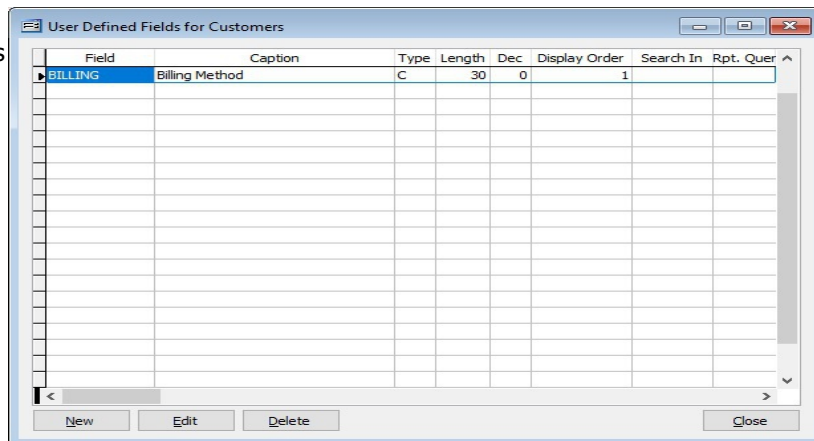 User Defined Fields for Customers
s
Field Caption Type Length Dec Display Order Search In Rpt. Quer
BILLING Billing Method C 30 0 1
New Edit Delete Close